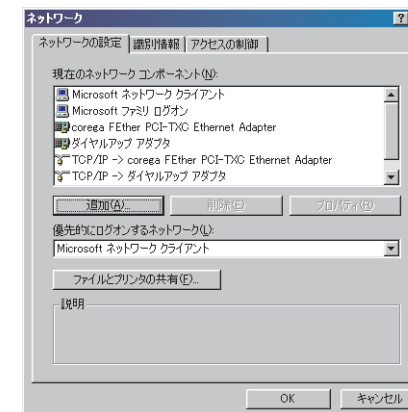 ネットワーク
ネットワークの設定 識別情報 アクセスの制御
現在のネットワーク コンポーネント(N):
Microsoft ネットワーク クライアント
Microsoft ファミリ ログオン
corega FEther PCI-TXC Ethernet Adapter
ダイヤルアップ アダプタ
TCP/IP -> corega FEther PCI-TXC Ethernet Adapter
TCP/IP -> ダイヤルアップ アダプタ
追加(A)... 削除(E) プロパティ(R)
優先的にログオンするネットワーク(L):
Microsoft ネットワーク クライアント
ファイルとプリンタの共有(F)...
説明
OK キャンセル